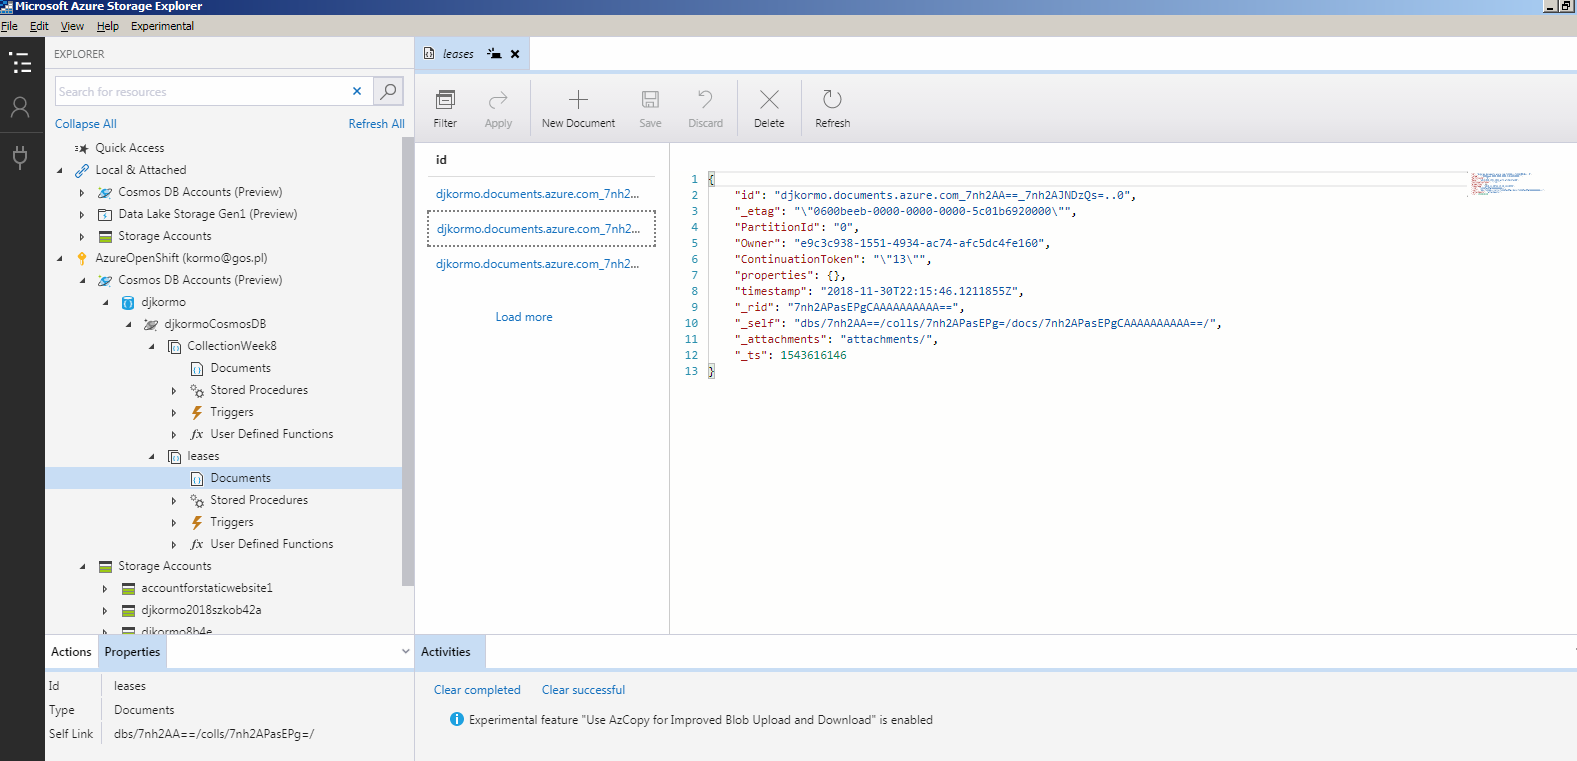 Microsoft Azure Storage Explorer
File Edit View Help Experimental
EXPLORER
Search for resources
Collapse All Refresh All
Quick Access
Local & Attached
Cosmos DB Accounts (Preview)
Data Lake Storage Gen1 (Preview)
Storage Accounts
AzureOpenShift (kormo@gos.pl)
Cosmos DB Accounts (Preview)
djkormo
djkormoCosmosDB
CollectionWeek8
Documents
Stored Procedures
Triggers
fx User Defined Functions
leases
Documents
Stored Procedures
Triggers
fx User Defined Functions
Storage Accounts
accountforstaticwebsite1
djkormo2018szkob42a
djkormo8b4e
Actions Properties
Id leases
Type Documents
Self Link dbs/7nh2AA==/colls/7nh2APasEPg=/
leases
Filter Apply New Document Save Discard Delete Refresh
id
djkormo.documents.azure.com_7nh2...
djkormo.documents.azure.com_7nh2...
djkormo.documents.azure.com_7nh2...
Load more
1 {
2 "id": "djkormo.documents.azure.com_7nh2AA==_7nh2AJNDzQs=..0",
3 "_etag": "\"0600beeb-0000-0000-0000-5c01b6920000\"",
4 "PartitionId": "0",
5 "Owner": "e9c3c938-1551-4934-ac74-afc5dc4fe160",
6 "ContinuationToken": "\"13\"",
7 "properties": {},
8 "timestamp": "2018-11-30T22:15:46.1211855Z",
9 "_rid": "7nh2APasEPgCAAAAAAAAAA==",
10 "_self": "dbs/7nh2AA==/colls/7nh2APasEPg=/docs/7nh2APasEPgCAAAAAAAAAA==/",
11 "_attachments": "attachments/",
12 "_ts": 1543616146
13 }
Activities
Clear completed Clear successful
Experimental feature "Use AzCopy for Improved Blob Upload and Download" is enabled